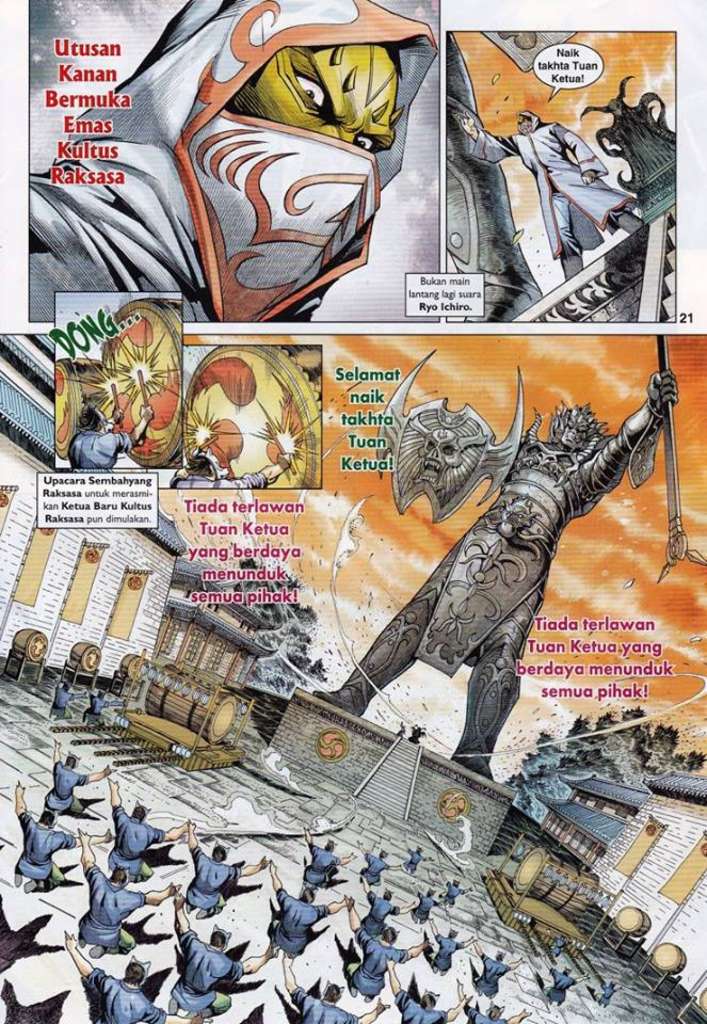 Utusan
Kanan
Bermuka
Emas
Kultus
Raksasa
Naik
takhta Tuan
Ketua!
Bukan main
lantang lagi suara
Ryo Ichiro.
21
DONG...
Upacara Sembahyang
Raksasa untuk merasmi-
kan Ketua Baru Kultus
Raksasa pun dimulakan.
Selamat
naik
takhta
Tuan
Ketua!
Tiada terlawan
Tuan Ketua
yang berdaya
menunduk
semua pihak!
Tiada terlawan
Tuan Ketua yang
berdaya menunduk
semua pihak!